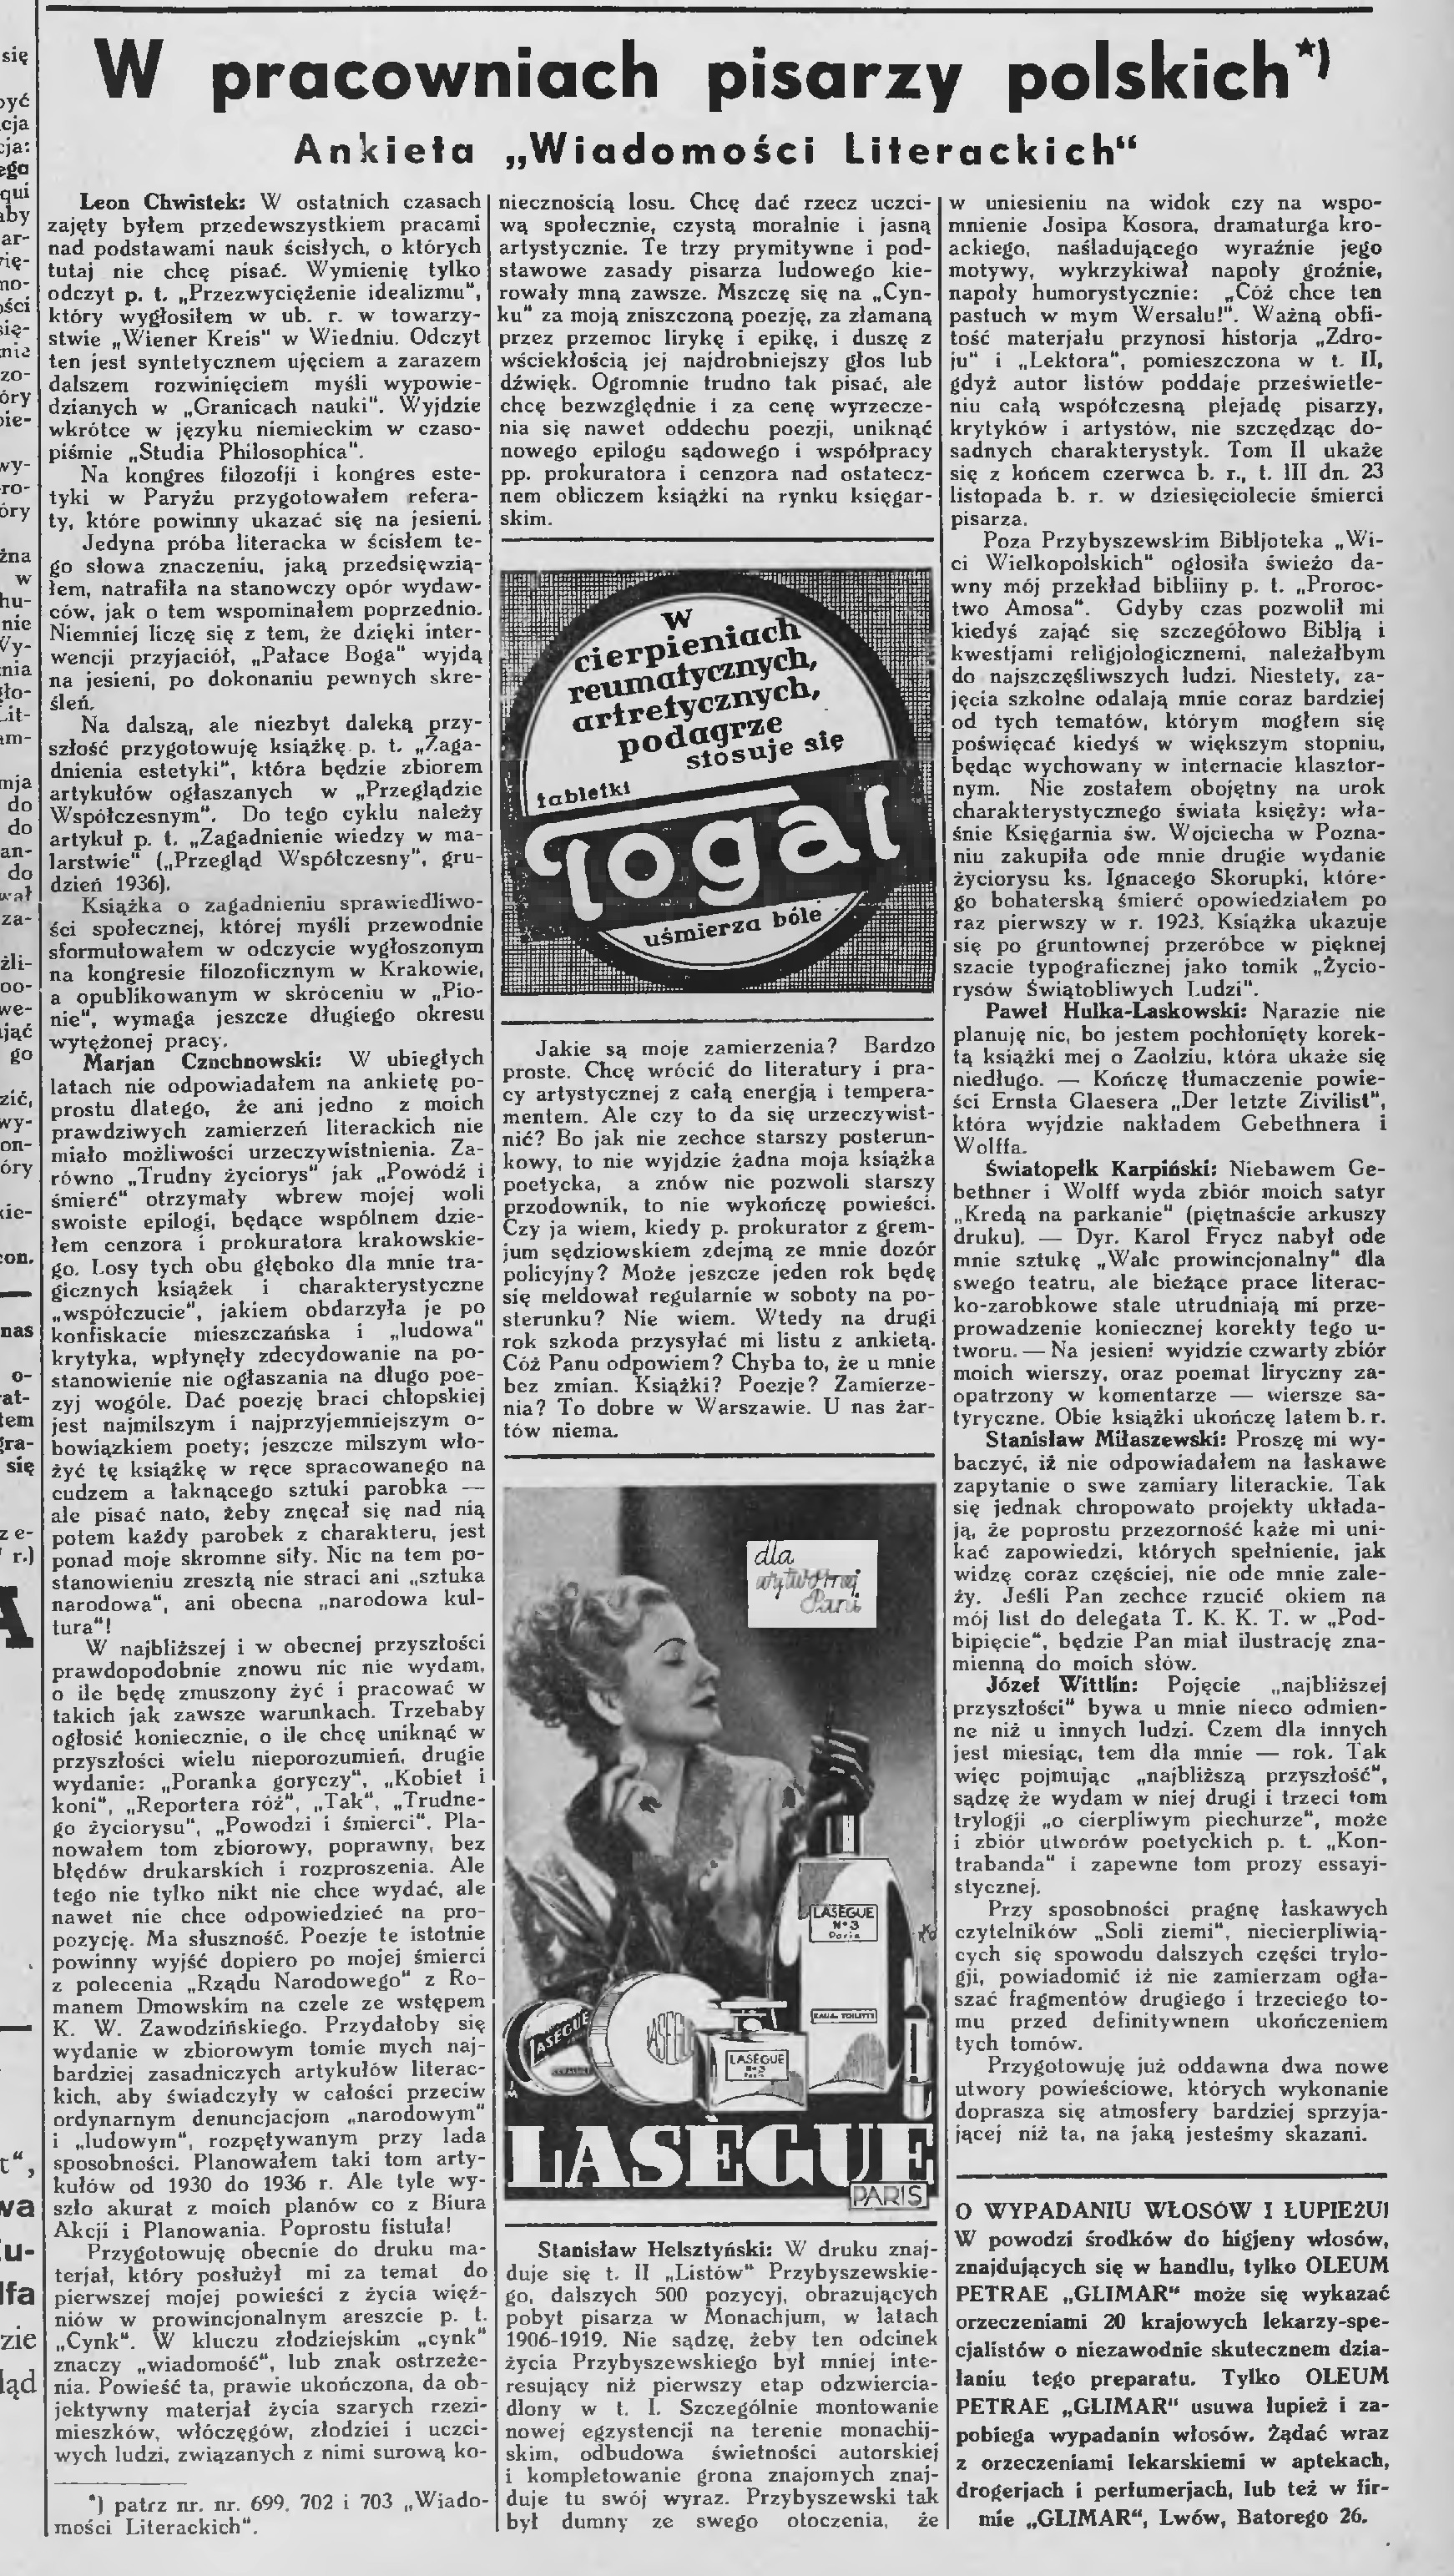 W pracowniach pisarzy polskich*)
Ankieta „Wiadomości Literackich“
Leon Chwistek: W ostatnich czasach
zajęty byłem przedewszystkiem pracami
nad podstawami nauk ścisłych, o których
tutaj nie chcę pisać. Wymienię tylko
odczyt p. t. „Przezwyciężenie idealizmu“,
który wygłosiłem w ub. r. w towarzy-
stwie „Wiener Kreis“ w Wiedniu. Odczyt
ten jest syntetycznem ujęciem a zarazem
dalszem rozwinięciem myśli wypowie-
dzianych w „Granicach nauki“. Wyjdzie
wkrótce w języku niemieckim w czaso-
piśmie „Studia Philosophica“.
Na kongres filozofji i kongres este-
tyki w Paryżu przygotowałem refera-
ty, które powinny ukazać się na jesieni.
Jedyna próba literacka w ścisłem te-
go słowa znaczeniu, jaką przedsięwzią-
łem, natrafiła na stanowczy opór wydaw-
ców, jak o tem wspominałem poprzednio.
Niemniej liczę się z tem, że dzięki inter-
wencji przyjaciół, „Pałace Boga“ wyjdą
na jesieni, po dokonaniu pewnych skre-
śleń.
Na dalszą, ale niezbyt daleką przy-
szłość przygotowuję książkę p. t. „Zaga-
dnienia estetyki“, która będzie zbiorem
artykułów ogłaszanych w „Przeglądzie
Współczesnym“. Do tego cyklu należy
artykuł p. t. „Zagadnienie wiedzy w ma-
larstwie“ („Przegląd Współczesny“, gru-
dzień 1936).
Książka o zagadnieniu sprawiedliwo-
ści społecznej, której myśli przewodnie
sformułowałem w odczycie wygłoszonym
na kongresie filozoficznym w Krakowie,
a opublikowanym w skróceniu w „Pio-
nie“, wymaga jeszcze długiego okresu
wytężonej pracy.
Marjan Czuchnowski: W ubiegłych
latach nie odpowiadałem na ankietę po-
prostu dlatego, że ani jedno z moich
prawdziwych zamierzeń literackich nie
miało możliwości urzeczywistnienia. Za-
równo „Trudny życiorys“ jak „Powódź i
śmierć“ otrzymały wbrew mojej woli
swoiste epilogi, będące wspólnem dzie-
łem cenzora i prokuratora krakowskie-
go. Losy tych obu głęboko dla mnie tra-
gicznych książek i charakterystyczne
„współczucie“, jakiem obdarzyła je po
konfiskacie mieszczańska i „ludowa“
krytyka, wpłynęły zdecydowanie na po-
stanowienie nie ogłaszania na długo poe-
zyj wogóle. Dać poezję braci chłopskiej
jest najmilszym i najprzyjemniejszym o-
bowiązkiem poety; jeszcze milszym wło-
żyć tę książkę w ręce spracowanego na
cudzem a łaknącego sztuki parobka —
ale pisać nato, żeby znęcał się nad nią
potem każdy parobek z charakteru, jest
ponad moje skromne siły. Nic na tem po-
stanowieniu zresztą nie straci ani „sztuka
narodowa“, ani obecna „narodowa kul-
tura“!
W najbliższej i w obecnej przyszłości
prawdopodobnie znowu nic nie wydam,
o ile będę zmuszony żyć i pracować w
takich jak zawsze warunkach. Trzebaby
ogłosić koniecznie, o ile chcę uniknąć w
przyszłości wielu nieporozumień, drugie
wydanie: „Poranka goryczy“, „Kobiet i
koni“, „Reportera róż“, „Tak“, „Trudne-
go życiorysu“, „Powodzi i śmierci“. Pla-
nowałem tom zbiorowy, poprawny, bez
błędów drukarskich i rozproszenia. Ale
tego nie tylko nikt nie chce wydać, ale
nawet nie chce odpowiedzieć na pro-
pozycję. Ma słuszność. Poezje te istotnie
powinny wyjść dopiero po mojej śmierci
z polecenia „Rządu Narodowego“ z Ro-
manem Dmowskim na czele ze wstępem
K. W. Zawodzińskiego. Przydałoby się
wydanie w zbiorowym tomie mych naj-
bardziej zasadniczych artykułów literac-
kich, aby świadczyły w całości przeciw
ordynarnym denuncjacjom „narodowym“
i „ludowym“, rozpętywanym przy lada
sposobności. Planowałem taki tom arty-
kułów od 1930 do 1936 r. Ale tyle wy-
szło akurat z moich planów co z Biura
Akcji i Planowania. Poprostu fistuła!
Przygotowuję obecnie do druku ma-
terjał, który posłużył mi za temat do
pierwszej mojej powieści z życia więź-
niów w prowincjonalnym areszcie p. t.
„Cynk“. W kluczu złodziejskim „cynk“
znaczy „wiadomość“, lub znak ostrzeże-
nia. Powieść ta, prawie ukończona, da ob-
jektywny materjał życia szarych rzezi-
mieszków, włóczęgów, złodziei i uczci-
wych ludzi, związanych z nimi surową ko-
*) patrz nr. nr. 699, 702 i 703 „Wiado-
mości Literackich“.
niecznością losu. Chcę dać rzecz uczci-
wą społecznie, czystą moralnie i jasną
artystycznie. Te trzy prymitywne i pod-
stawowe zasady pisarza ludowego kie-
rowały mną zawsze. Mszczę się na „Cyn-
ku“ za moją zniszczoną poezję, za złamaną
przez przemoc lirykę i epikę, i duszę z
wściekłością jej najdrobniejszy głos lub
dźwięk. Ogromnie trudno tak pisać, ale
chcę bezwzględnie i za cenę wyrzecze-
nia się nawet oddechu poezji, uniknąć
nowego epilogu sądowego i współpracy
pp. prokuratora i cenzora nad ostatecz-
nem obliczem książki na rynku księgar-
skim.
W
cierpieniach
reumatycznych,
artretycznych,
podagrze
stosuje się
tabletki
Togal
uśmierza bóle
Jakie są moje zamierzenia? Bardzo
proste. Chcę wrócić do literatury i pra-
cy artystycznej z całą energją i tempera-
mentem. Ale czy to da się urzeczywist-
nić? Bo jak nie zechce starszy posterun-
kowy, to nie wyjdzie żadna moja książka
poetycka, a znów nie pozwoli starszy
przodownik, to nie wykończę powieści.
Czy ja wiem, kiedy p. prokurator z grem-
jum sędziowskiem zdejmą ze mnie dozór
policyjny? Może jeszcze jeden rok będę
się meldował regularnie w soboty na po-
sterunku? Nie wiem. Wtedy na drugi
rok szkoda przysyłać mi listu z ankietą.
Cóż Panu odpowiem? Chyba to, że u mnie
bez zmian. Książki? Poezje? Zamierze-
nia? To dobre w Warszawie. U nas żar-
tów niema.
dla
wytwornej
Pani
LASÈGUE
N°3
Paris
EAU DE TOILETTE
LASÈGUE
LASÈGUE
LASÈGUE
N°3
Paris
LASÈGUE
PARIS
Stanisław Helsztyński: W druku znaj-
duje się t. II „Listów“ Przybyszewskie-
go, dalszych 500 pozycyj, obrazujących
pobyt pisarza w Monachjum, w latach
1906-1919. Nie sądzę, żeby ten odcinek
życia Przybyszewskiego był mniej inte-
resujący niż pierwszy etap odzwiercia-
dlony w t. I. Szczególnie montowanie
nowej egzystencji na terenie monachij-
skim, odbudowa świetności autorskiej
i kompletowanie grona znajomych znaj-
duje tu swój wyraz. Przybyszewski tak
był dumny ze swego otoczenia, że
w uniesieniu na widok czy na wspo-
mnienie Josipa Kosora, dramaturga kro-
ackiego, naśladującego wyraźnie jego
motywy, wykrzykiwał napoły groźnie,
napoły humorystycznie: „Cóż chce ten
pastuch w mym Wersalu!“. Ważną obfi-
tość materjału przynosi historja „Zdro-
ju“ i „Lektora“, pomieszczona w t. II,
gdyż autor listów poddaje prześwietle-
niu całą współczesną plejadę pisarzy,
krytyków i artystów, nie szczędząc do-
sadnych charakterystyk. Tom II ukaże
się z końcem czerwca b. r., t. III dn. 23
listopada b. r. w dziesięciolecie śmierci
pisarza.
Poza Przybyszewskim Bibljoteka „Wi-
ci Wielkopolskich“ ogłosiła świeżo da-
wny mój przekład biblijny p. t. „Proroc-
two Amosa“. Gdyby czas pozwolił mi
kiedyś zająć się szczegółowo Biblją i
kwestjami religjologicznemi, należałbym
do najszczęśliwszych ludzi. Niestety, za-
jęcia szkolne odalają mnie coraz bardziej
od tych tematów, którym mogłem się
poświęcać kiedyś w większym stopniu,
będąc wychowany w internacie klasztor-
nym. Nie zostałem obojętny na urok
charakterystycznego świata księży: wła-
śnie Księgarnia św. Wojciecha w Pozna-
niu zakupiła ode mnie drugie wydanie
życiorysu ks. Ignacego Skorupki, które-
go bohaterską śmierć opowiedziałem po
raz pierwszy w r. 1923. Książka ukazuje
się po gruntownej przeróbce w pięknej
szacie typograficznej jako tomik „Życio-
rysów Świątobliwych Ludzi“.
Paweł Hulka-Laskowski: Narazie nie
planuję nic, bo jestem pochłonięty korek-
tą książki mej o Zaolziu, która ukaże się
niedługo. — Kończę tłumaczenie powie-
ści Ernsta Glaesera „Der letzte Zivilist“,
która wyjdzie nakładem Gebethnera i
Wolffa.
Światopełk Karpiński: Niebawem Ge-
bethner i Wolff wyda zbiór moich satyr
„Kredą na parkanie“ (piętnaście arkuszy
druku). — Dyr. Karol Frycz nabył ode
mnie sztukę „Walc prowincjonalny“ dla
swego teatru, ale bieżące prace literac-
ko-zarobkowe stale utrudniają mi prze-
prowadzenie koniecznej korekty tego u-
tworu. — Na jesieni wyjdzie czwarty zbiór
moich wierszy, oraz poemat liryczny za-
opatrzony w komentarze — wiersze sa-
tyryczne. Obie książki ukończę latem b. r.
Stanisław Miłaszewski: Proszę mi wy-
baczyć, iż nie odpowiadałem na łaskawe
zapytanie o swe zamiary literackie. Tak
się jednak chropowato projekty układa-
ją, że poprostu przezorność każe mi uni-
kać zapowiedzi, których spełnienie, jak
widzę coraz częściej, nie ode mnie zale-
ży. Jeśli Pan zechce rzucić okiem na
mój list do delegata T. K. K. T. w „Pod-
bipięcie“, będzie Pan miał ilustrację zna-
mienną do moich słów.
Józef Wittlin: Pojęcie „najbliższej
przyszłości“ bywa u mnie nieco odmien-
ne niż u innych ludzi. Czem dla innych
jest miesiąc, tem dla mnie — rok. Tak
więc pojmując „najbliższą przyszłość“,
sądzę że wydam w niej drugi i trzeci tom
trylogji „o cierpliwym piechurze“, może
i zbiór utworów poetyckich p. t. „Kon-
trabanda“ i zapewne tom prozy essayi-
stycznej.
Przy sposobności pragnę łaskawych
czytelników „Soli ziemi“, niecierpliwią-
cych się spowodu dalszych części trylo-
gji, powiadomić iż nie zamierzam ogła-
szać fragmentów drugiego i trzeciego to-
mu przed definitywnem ukończeniem
tych tomów.
Przygotowuję już oddawna dwa nowe
utwory powieściowe, których wykonanie
doprasza się atmosfery bardziej sprzyja-
jącej niż ta, na jaką jesteśmy skazani.
O WYPADANIU WŁOSÓW I ŁUPIEŻU!
W powodzi środków do higjeny włosów,
znajdujących się w handlu, tylko OLEUM
PETRAE „GLIMAR“ może się wykazać
orzeczeniami 20 krajowych lekarzy-spe-
cjalistów o niezawodnie skutecznem dzia-
łaniu tego preparatu. Tylko OLEUM
PETRAE „GLIMAR“ usuwa łupież i za-
pobiega wypadanin włosów. Żądać wraz
z orzeczeniami lekarskiemi w aptekach,
drogerjach i perfumerjach, lub też w fir-
mie „GLIMAR“, Lwów, Batorego 26.